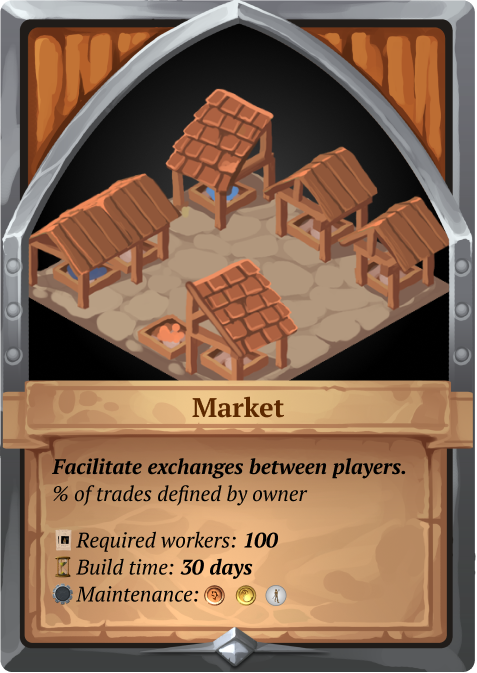 Market
Facilitate exchanges between players.
% of trades defined by owner
Required workers: 100
Build time: 30 days
Maintenance: